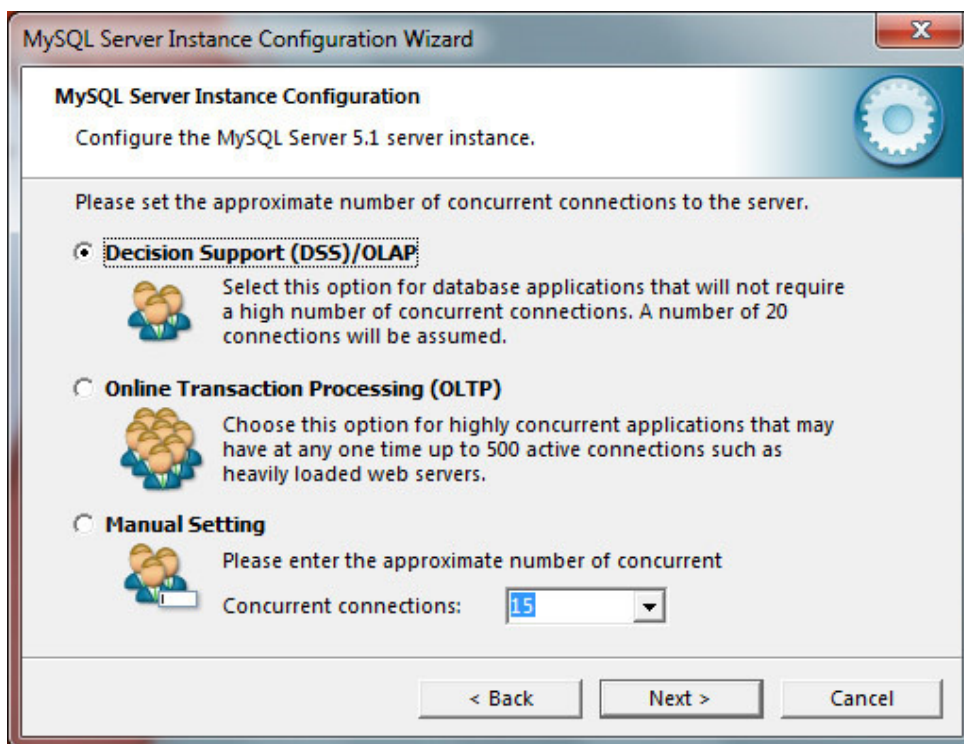 MySQL Server Instance Configuration Wizard
MySQL Server Instance Configuration
Configure the MySQL Server 5.1 server instance.
Please set the approximate number of concurrent connections to the server.
Decision Support (DSS)/OLAP
Select this option for database applications that will not require
a high number of concurrent connections. A number of 20
connections will be assumed.
Online Transaction Processing (OLTP)
Choose this option for highly concurrent applications that may
have at any one time up to 500 active connections such as
heavily loaded web servers.
Manual Setting
Please enter the approximate number of concurrent
Concurrent connections: 15
< Back Next > Cancel